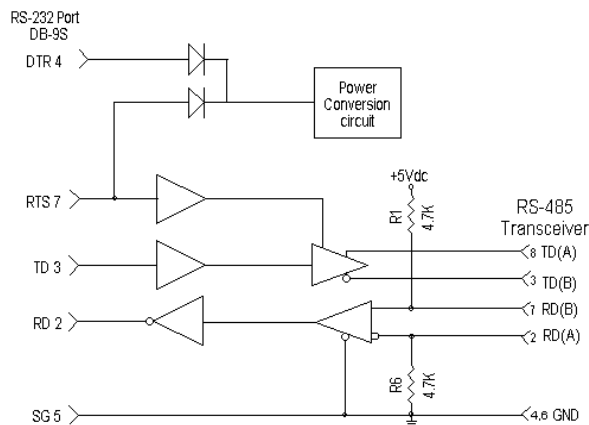 RS-232 Port
DB-9S
DTR 4
Power
Conversion
circuit
+5Vdc
RTS 7
R1
4.7K
RS-485
Transceiver
8 TD(A)
TD 3
3 TD(B)
7 RD(B)
RD 2
2 RD(A)
R6
4.7K
SG 5
4,6 GND